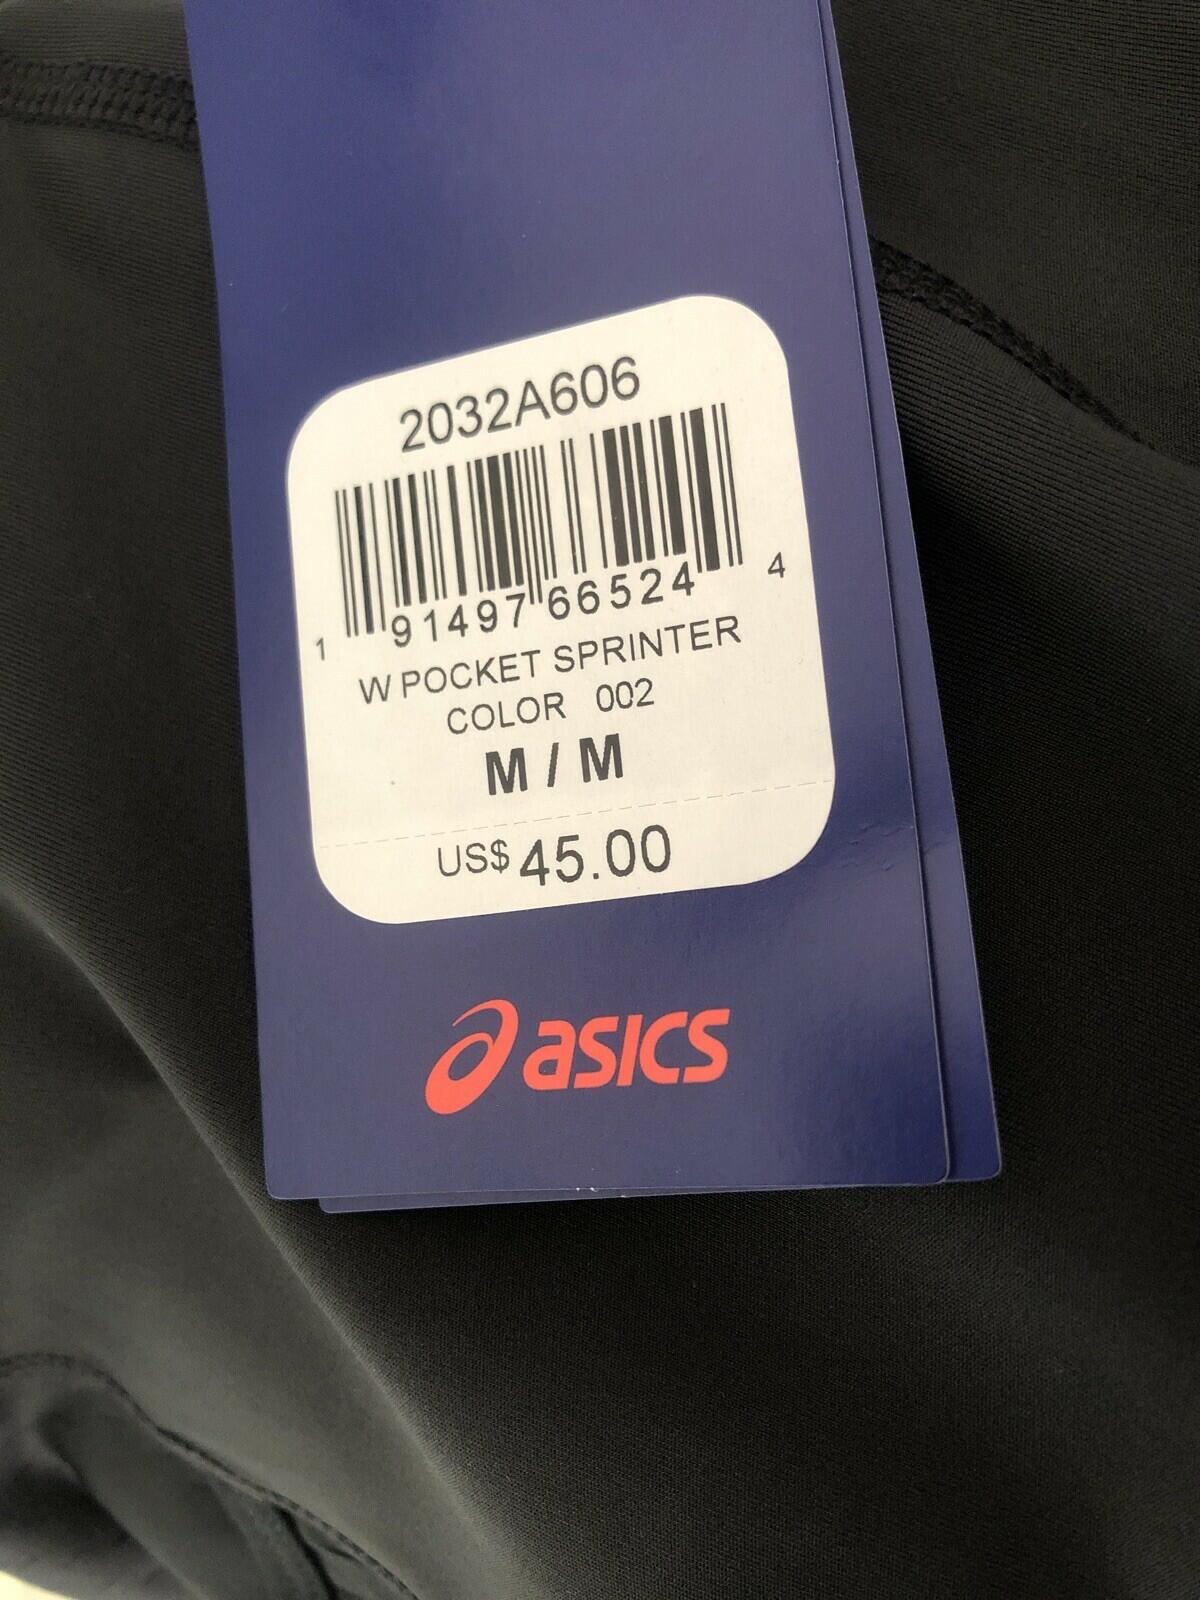 2032A606
1 91497 66524 4
W POCKET SPRINTER
COLOR 002
M / M
US$ 45.00
asics